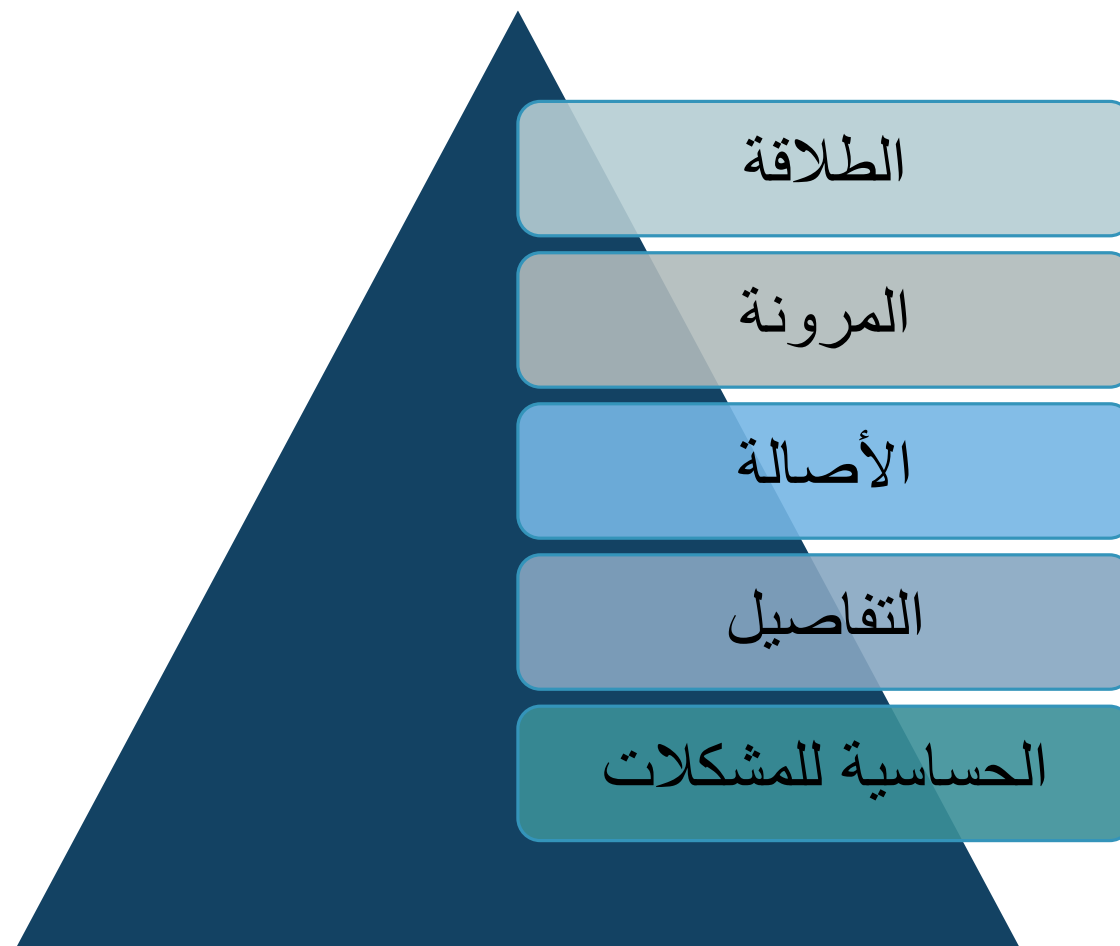 الطلاقة
المرونة
الأصالة
التفاصيل
الحساسية للمشكلات